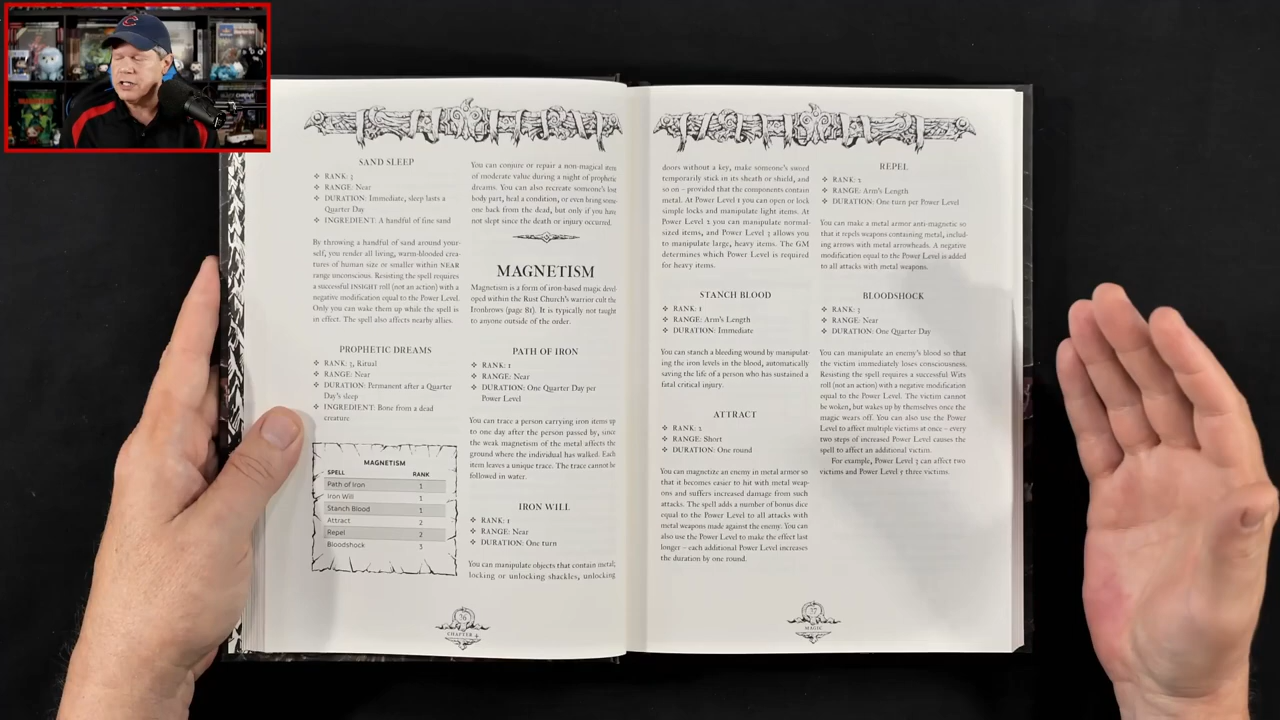 SAND SLEEP
❖ RANK: 3
❖ RANGE: Near
❖ DURATION: Immediate, sleep lasts a
Quarter Day
❖ INGREDIENT: A handful of fine sand
By throwing a handful of sand around your-
self, you render all living, warm-blooded crea-
tures of human size or smaller within NEAR
range unconscious. Resisting the spell requires
a successful INSIGHT roll (not an action) with a
negative modification equal to the Power Level.
Only you can wake them up while the spell is
in effect. The spell also affects nearby allies.
PROPHETIC DREAMS
❖ RANK: 3, Ritual
❖ RANGE: Near
❖ DURATION: Permanent after a Quarter
Day's sleep
❖ INGREDIENT: Bone from a dead
creature
MAGNETISM
SPELL RANK
Path of Iron 1
Iron Will 1
Stanch Blood 1
Attract 2
Repel 2
Bloodshock 3
You can conjure or repair a non-magical item
of moderate value during a night of prophetic
dreams. You can also recreate someone's lost
body part, heal a condition, or even bring some-
one back from the dead, but only if you have
not slept since the death or injury occurred.
MAGNETISM
Magnetism is a form of iron-based magic devel-
oped within the Rust Church's warrior cult the
Ironbrows (page 81). It is typically not taught
to anyone outside of the order.
PATH OF IRON
❖ RANK: 1
❖ RANGE: Near
❖ DURATION: One Quarter Day per
Power Level
You can trace a person carrying iron items up
to one day after the person passed by, since
the weak magnetism of the metal affects the
ground where the individual has walked. Each
item leaves a unique trace. The trace cannot be
followed in water.
IRON WILL
❖ RANK: 1
❖ RANGE: Near
❖ DURATION: One turn
You can manipulate objects that contain metal;
locking or unlocking shackles, unlocking
36
CHAPTER 4
doors without a key, make someone's sword
temporarily stick in its sheath or shield, and
so on – provided that the components contain
metal. At Power Level 1 you can open or lock
simple locks and manipulate light items. At
Power Level 2 you can manipulate normal-
sized items, and Power Level 3 allows you
to manipulate large, heavy items. The GM
determines which Power Level is required
for heavy items.
STANCH BLOOD
❖ RANK: 1
❖ RANGE: Arm's Length
❖ DURATION: Immediate
You can stanch a bleeding wound by manipulat-
ing the iron levels in the blood, automatically
saving the life of a person who has sustained a
fatal critical injury.
ATTRACT
❖ RANK: 2
❖ RANGE: Short
❖ DURATION: One round
You can magnetize an enemy in metal armor so
that it becomes easier to hit with metal weap-
ons and suffers increased damage from such
attacks. The spell adds a number of bonus dice
equal to the Power Level to all attacks with
metal weapons made against the enemy. You can
also use the Power Level to make the effect last
longer – each additional Power Level increases
the duration by one round.
REPEL
❖ RANK: 2
❖ RANGE: Arm's Length
❖ DURATION: One turn per Power Level
You can make a metal armor anti-magnetic so
that it repels weapons containing metal, includ-
ing arrows with metal arrowheads. A negative
modification equal to the Power Level is added
to all attacks with metal weapons.
BLOODSHOCK
❖ RANK: 3
❖ RANGE: Near
❖ DURATION: One Quarter Day
You can manipulate an enemy's blood so that
the victim immediately loses consciousness.
Resisting the spell requires a successful Wits
roll (not an action) with a negative modification
equal to the Power Level. The victim cannot
be woken, but wakes up by themselves once the
magic wears off. You can also use the Power
Level to affect multiple victims at once – every
two steps of increased Power Level causes the
spell to affect an additional victim.
For example, Power Level 3 can affect two
victims and Power Level 5 three victims.
37
MAGIC